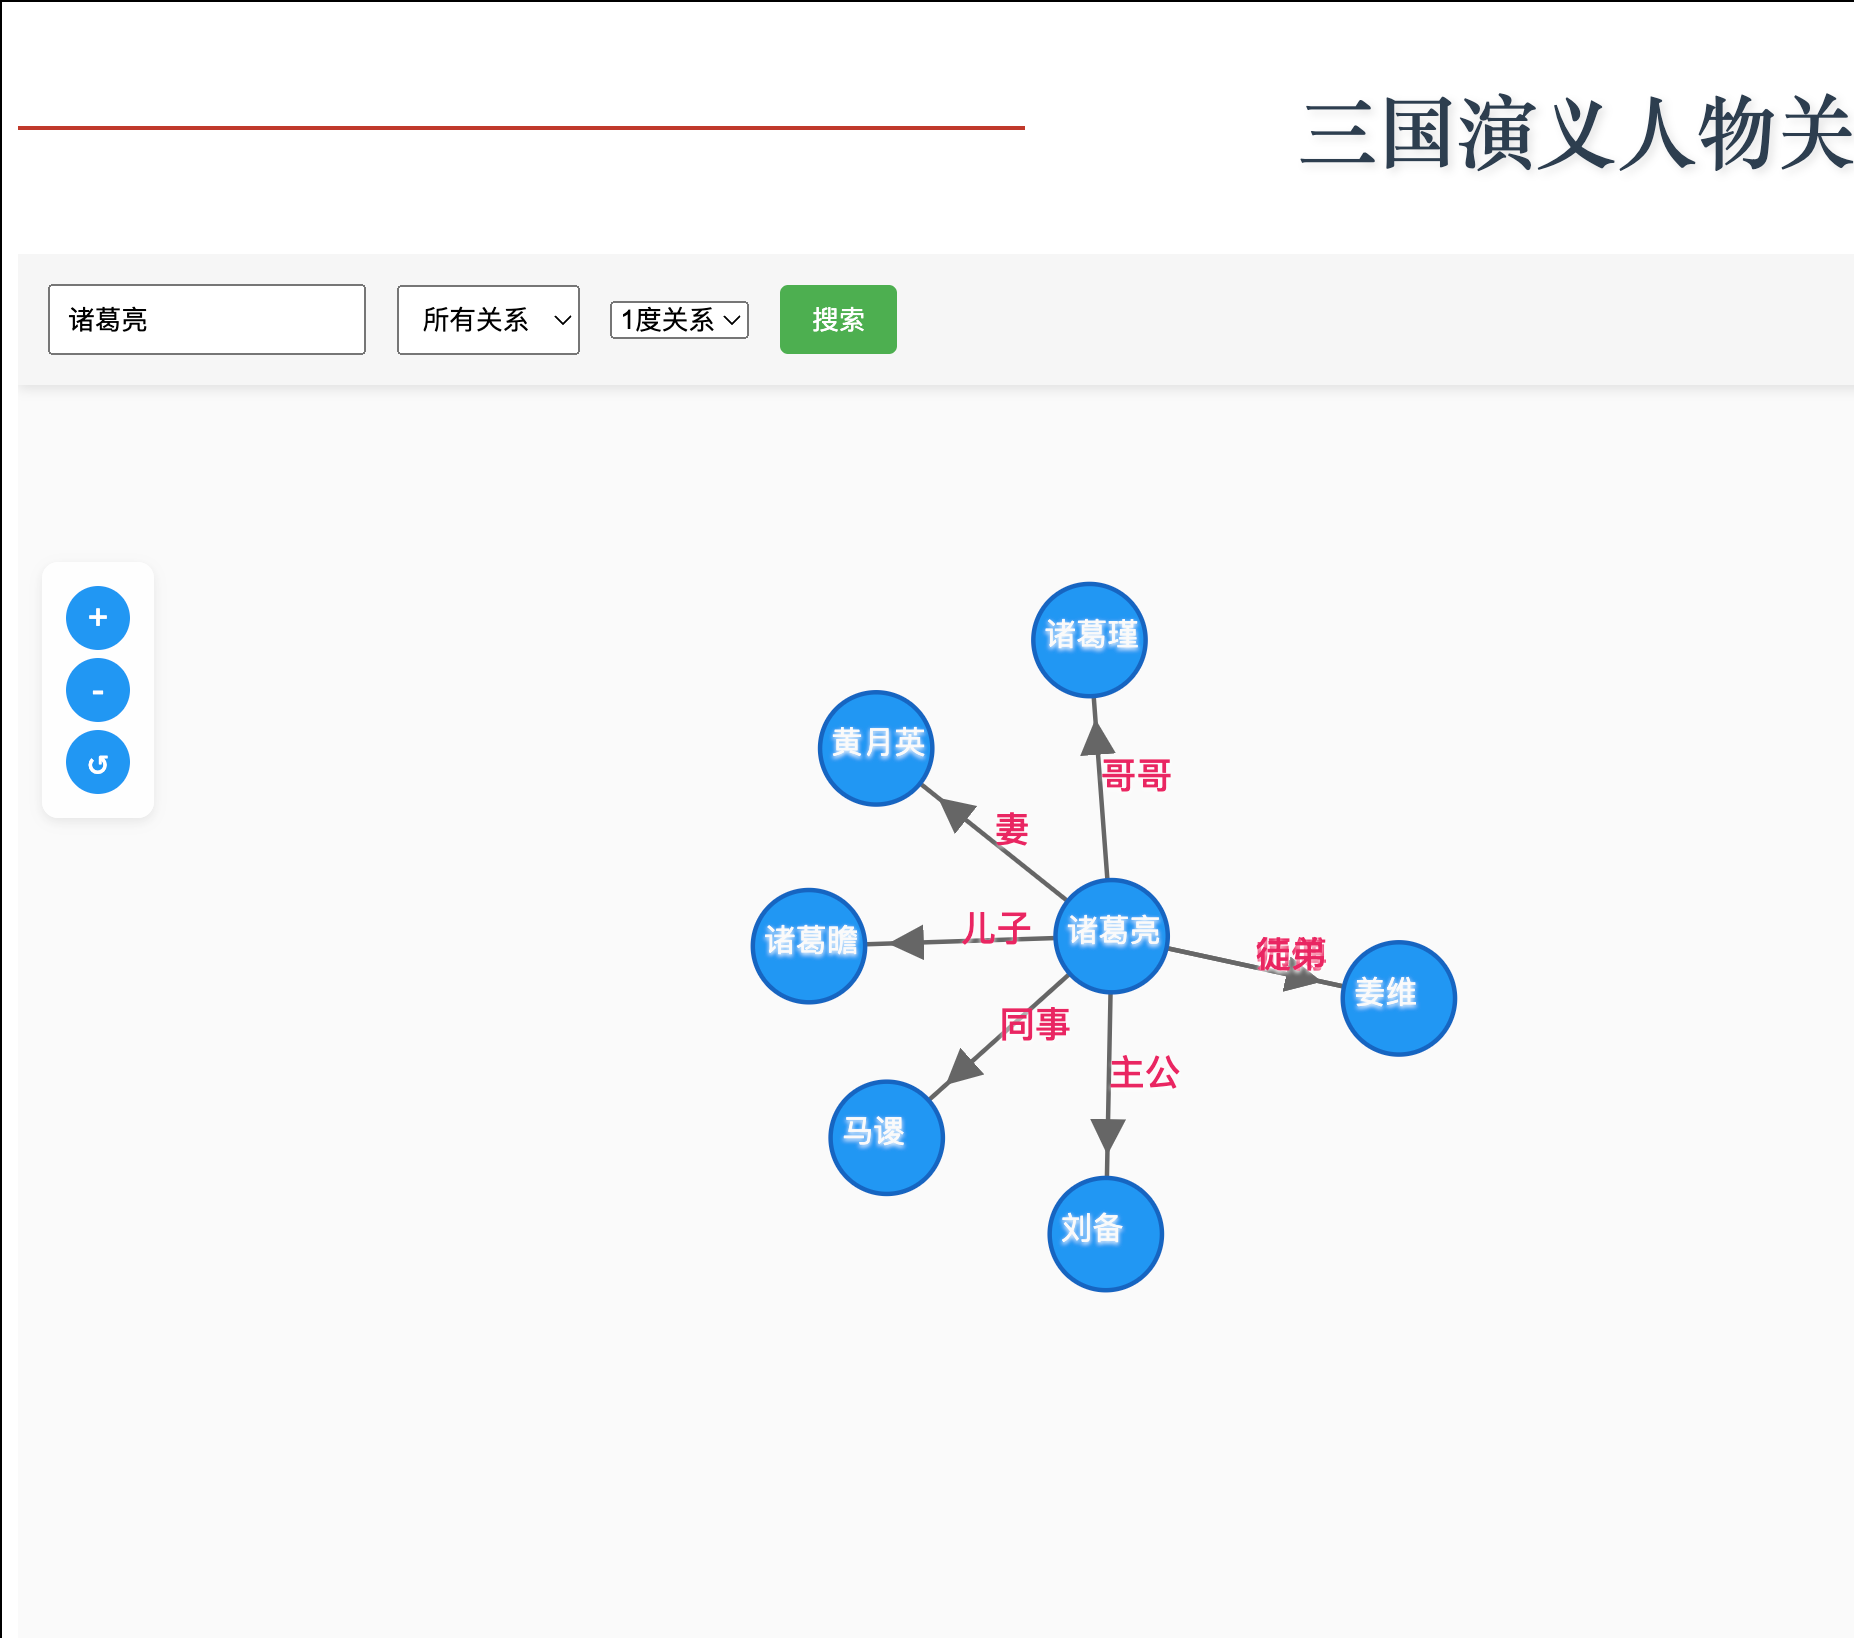 三国演义人物关
诸葛亮 所有关系 1度关系 搜索
+
-
↺
诸葛瑾
黄月英
哥哥
妻
诸葛瞻
儿子
诸葛亮
徒弟
姜维
同事
主公
马谡
刘备